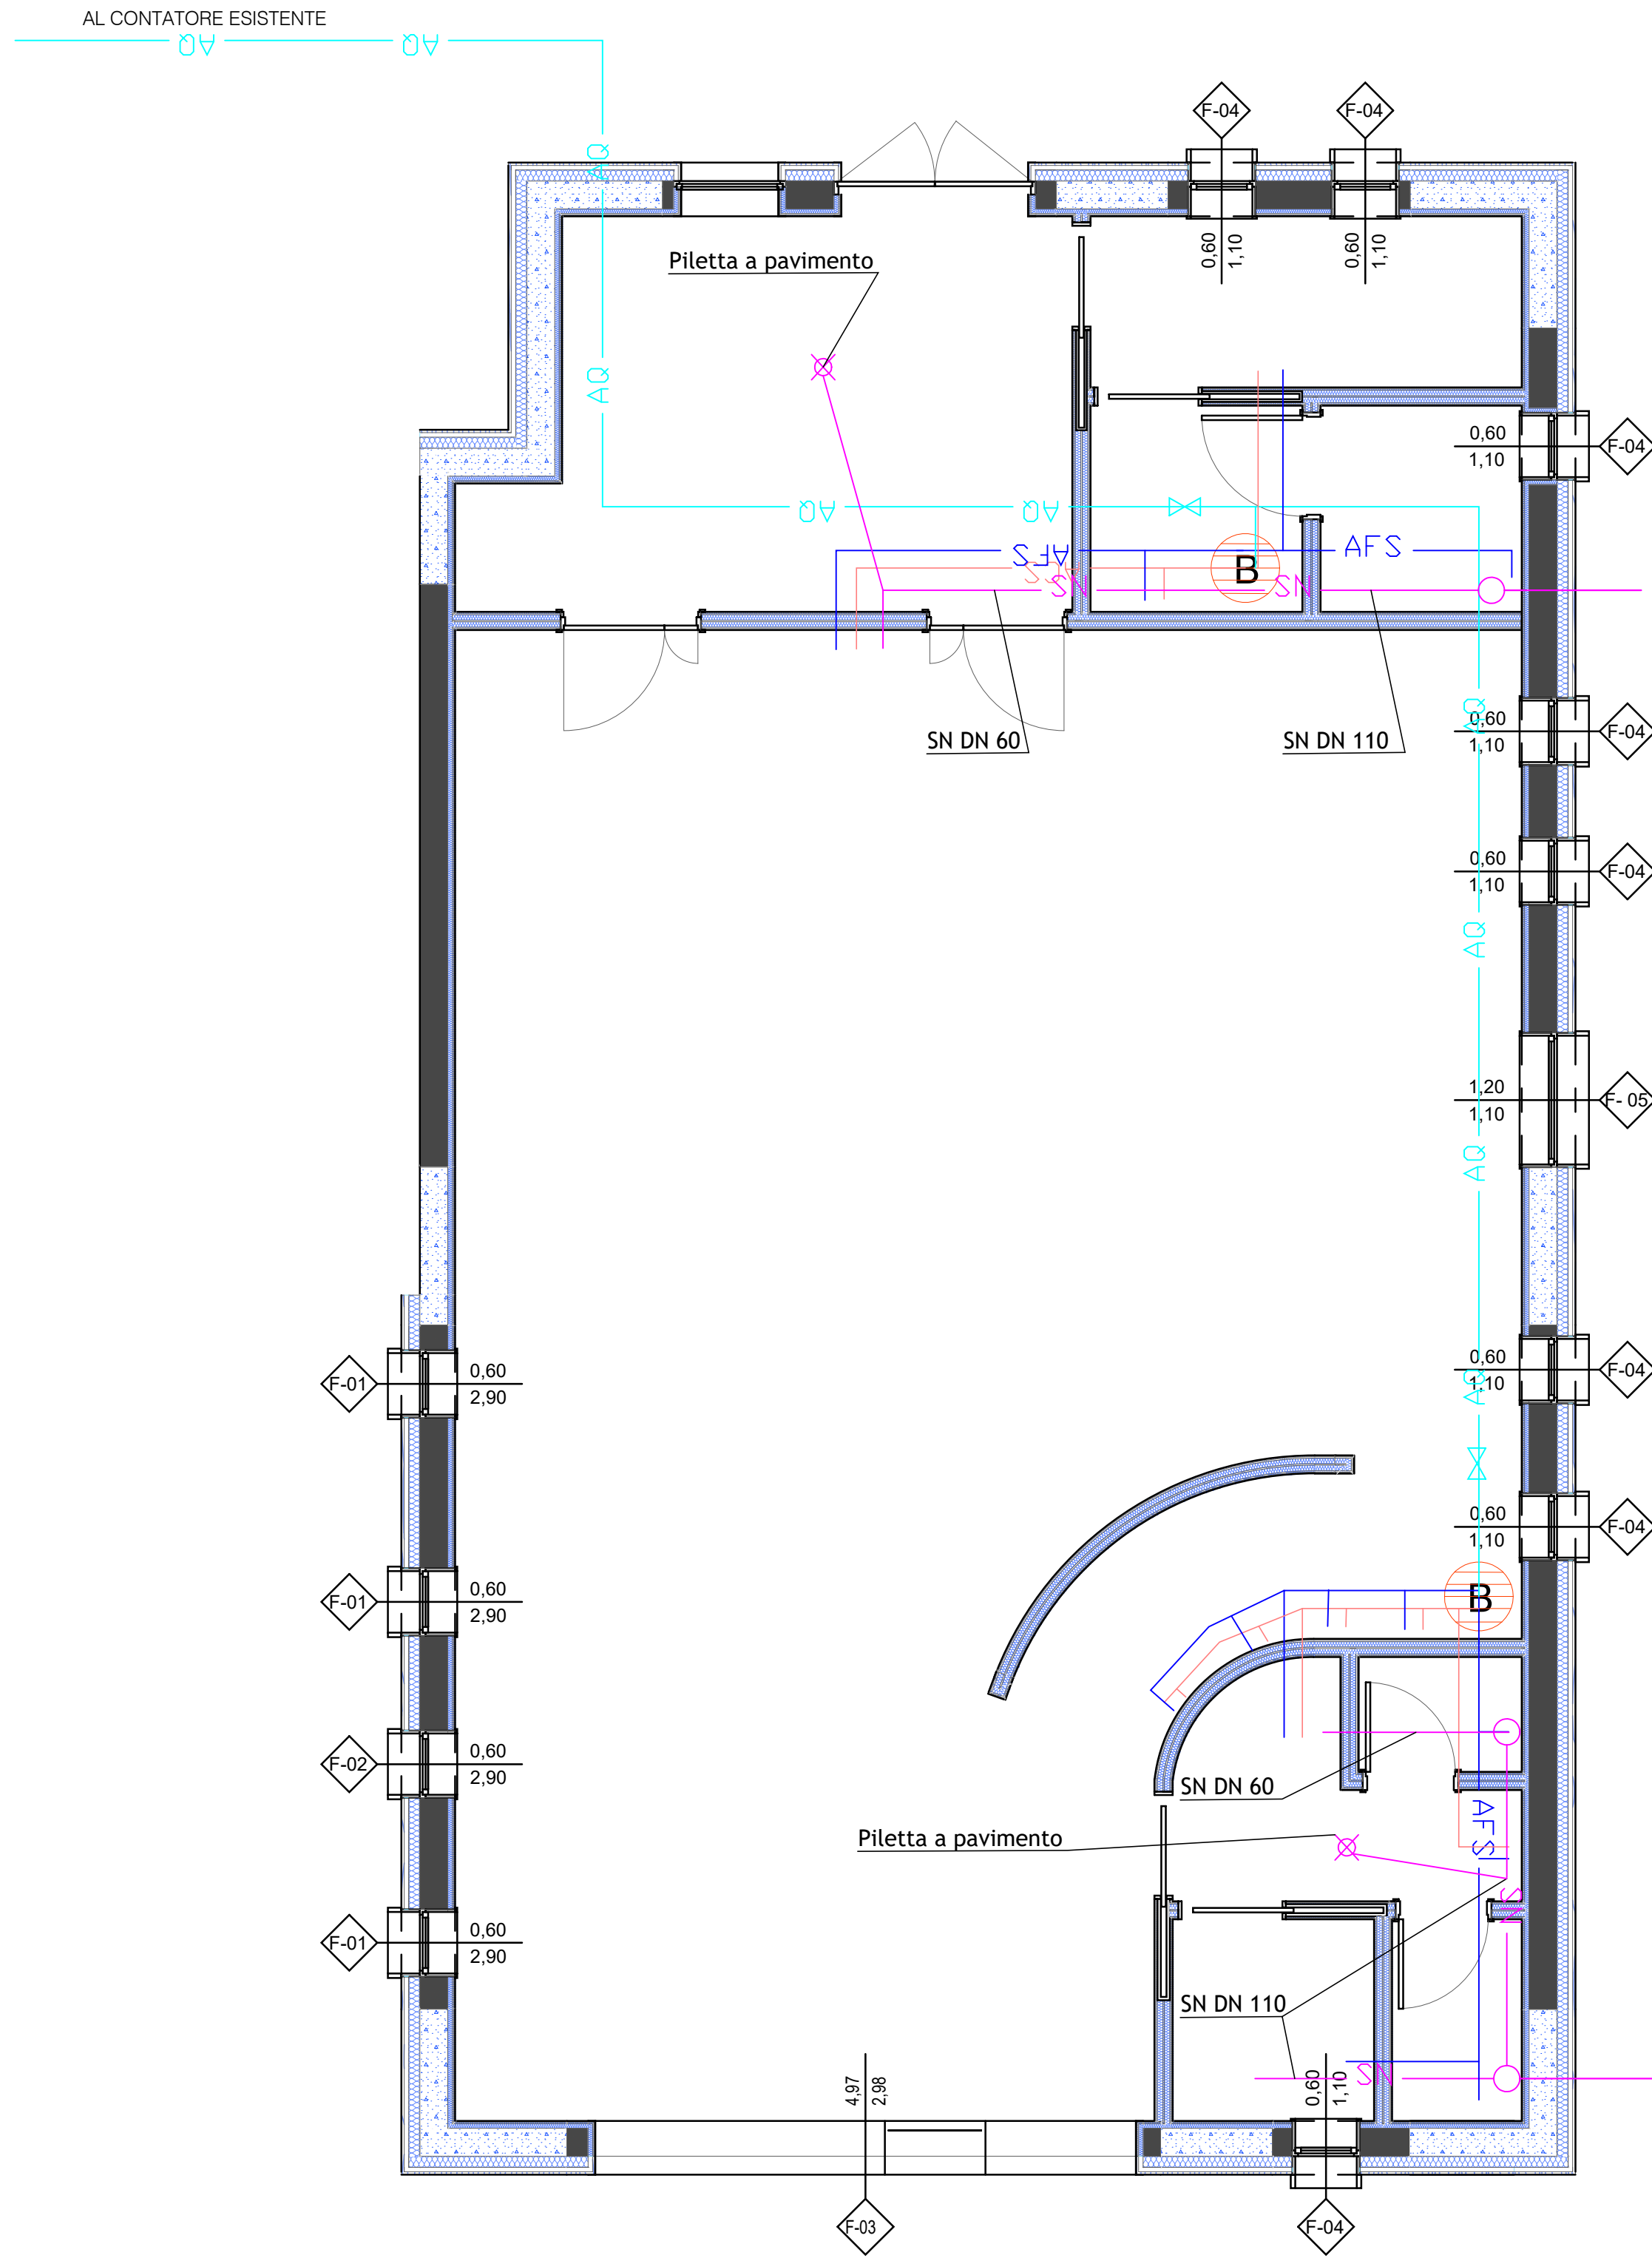 AL CONTATORE ESISTENTE
AQ AQ
F-04 F-04
AQ
0,60 1,10 0,60 1,10
Piletta a pavimento
AQ
0,60
1,10
F-04
AQ AQ
AFS AFS
ACS
B
SN SN
SN DN 60
SN DN 110
AQ
0,60
1,10
F-04
0,60
1,10
F-04
AQ
1,20
1,10
F- 05
AQ
F-01
0,60
2,90
0,60
1,10
F-04
AQ
0,60
1,10
F-04
F-01
0,60
2,90
B
F-02
0,60
2,90
SN DN 60
AFS
Piletta a pavimento
SN
F-01
0,60
2,90
SN DN 110
SN
4,97
2,98
0,60
1,10
F-03
F-04